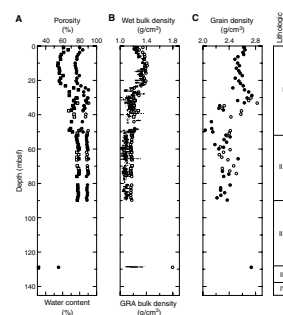 A
Porosity
(%)
40 60 80 100
B
Wet bulk density
(g/cm³)
1.0 1.4 1.8
C
Grain density
(g/cm³)
2.0 2.4 2.8
Lithologic
Depth (mbsf)
0
20
40
60
80
100
120
140
I
II
III
Water content
(%)
GRA bulk density
(g/cm³)